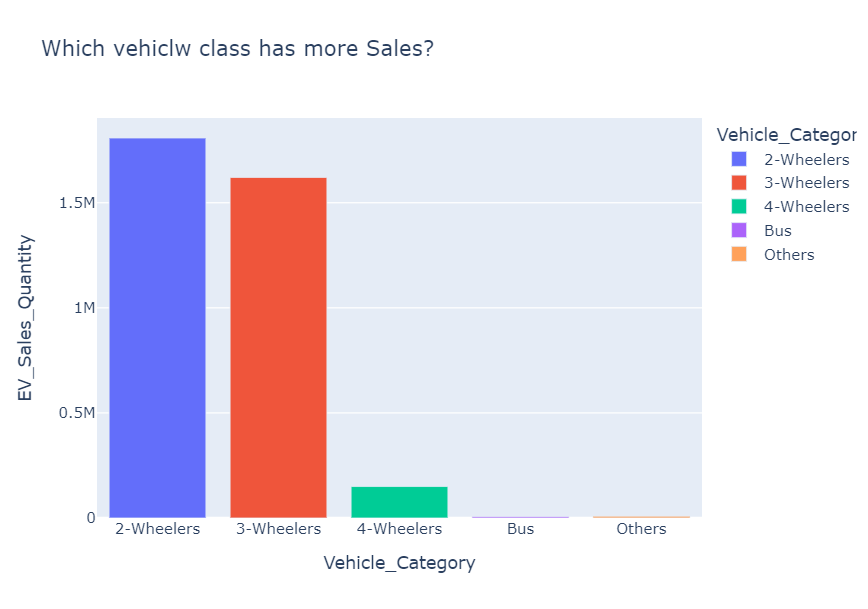 Which vehiclw class has more Sales?
Vehicle_Categor
2-Wheelers
3-Wheelers
4-Wheelers
Bus
Others
EV_Sales_Quantity
1.5M
1M
0.5M
0
2-Wheelers 3-Wheelers 4-Wheelers Bus Others
Vehicle_Category